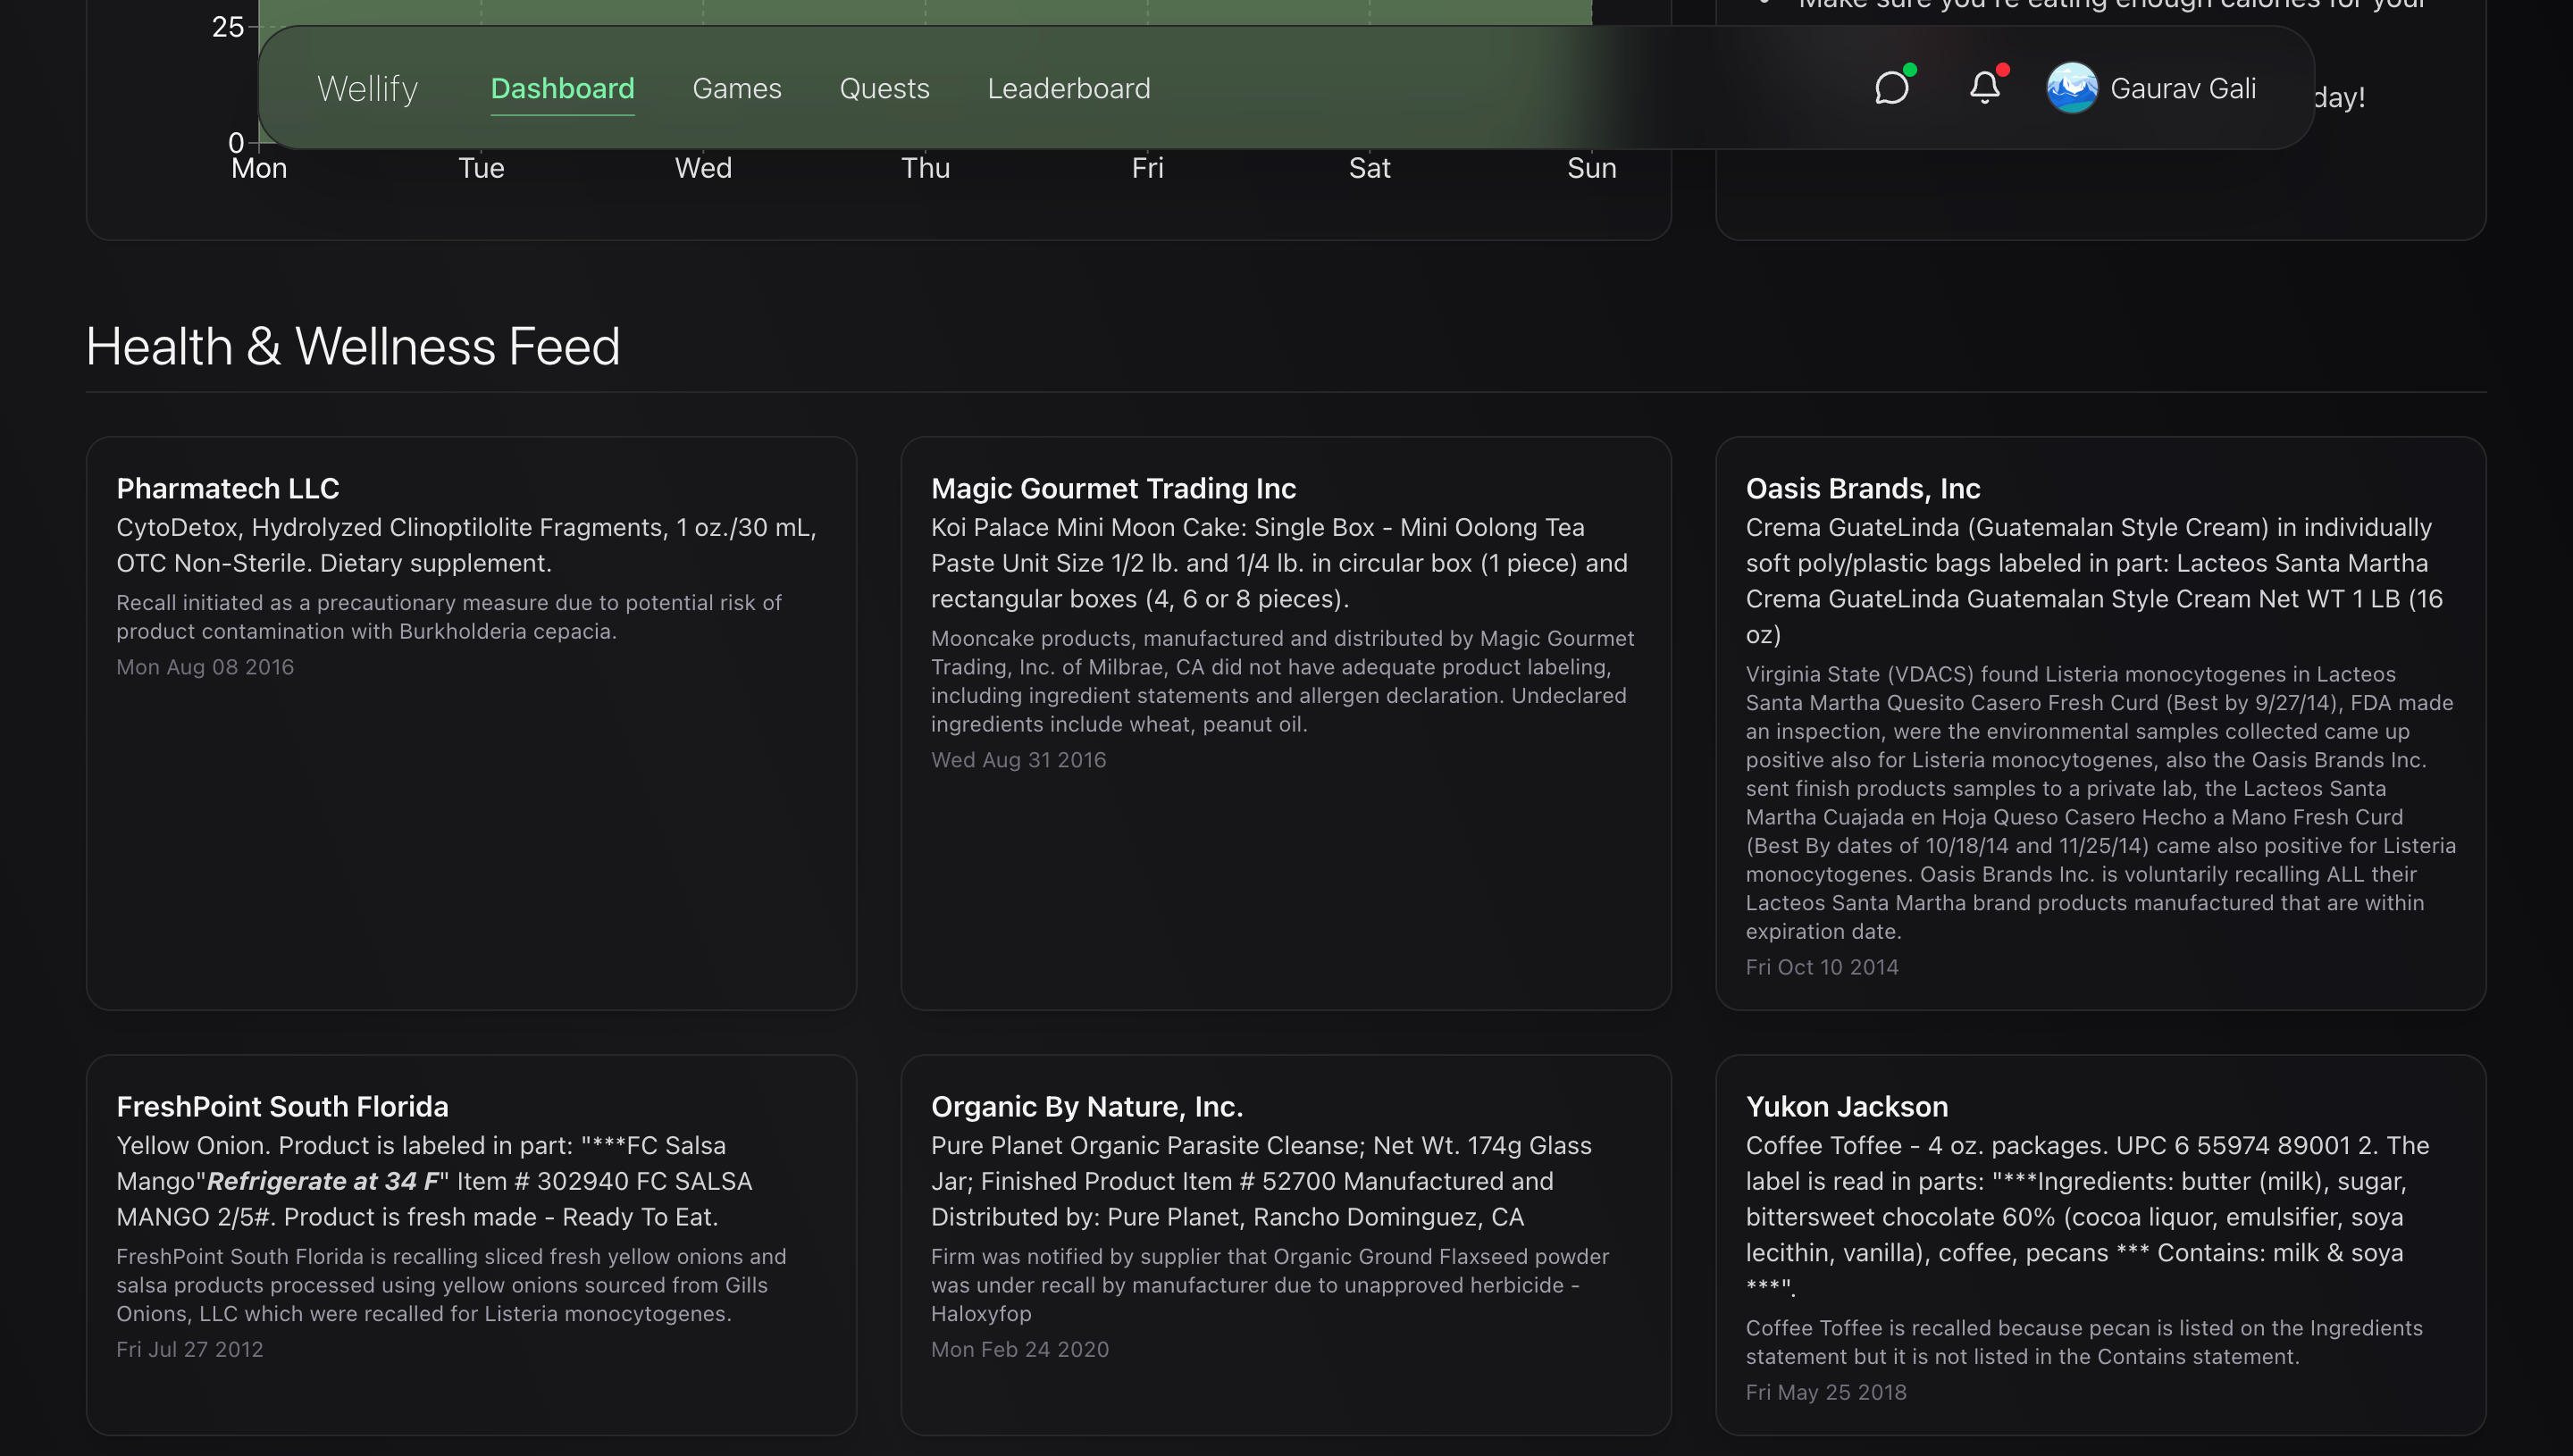 25
Make sure you're eating enough calories for your
Wellify
Dashboard
Games
Quests
Leaderboard
Gaurav Gali
day!
0
Mon
Tue
Wed
Thu
Fri
Sat
Sun
Health & Wellness Feed
Pharmatech LLC
CytoDetox, Hydrolyzed Clinoptilolite Fragments, 1 oz./30 mL,
OTC Non-Sterile. Dietary supplement.
Recall initiated as a precautionary measure due to potential risk of
product contamination with Burkholderia cepacia.
Mon Aug 08 2016
Magic Gourmet Trading Inc
Koi Palace Mini Moon Cake: Single Box - Mini Oolong Tea
Paste Unit Size 1/2 lb. and 1/4 lb. in circular box (1 piece) and
rectangular boxes (4, 6 or 8 pieces).
Mooncake products, manufactured and distributed by Magic Gourmet
Trading, Inc. of Milbrae, CA did not have adequate product labeling,
including ingredient statements and allergen declaration. Undeclared
ingredients include wheat, peanut oil.
Wed Aug 31 2016
Oasis Brands, Inc
Crema GuateLinda (Guatemalan Style Cream) in individually
soft poly/plastic bags labeled in part: Lacteos Santa Martha
Crema GuateLinda Guatemalan Style Cream Net WT 1 LB (16
oz)
Virginia State (VDACS) found Listeria monocytogenes in Lacteos
Santa Martha Quesito Casero Fresh Curd (Best by 9/27/14), FDA made
an inspection, were the environmental samples collected came up
positive also for Listeria monocytogenes, also the Oasis Brands Inc.
sent finish products samples to a private lab, the Lacteos Santa
Martha Cuajada en Hoja Queso Casero Hecho a Mano Fresh Curd
(Best By dates of 10/18/14 and 11/25/14) came also positive for Listeria
monocytogenes. Oasis Brands Inc. is voluntarily recalling ALL their
Lacteos Santa Martha brand products manufactured that are within
expiration date.
Fri Oct 10 2014
FreshPoint South Florida
Yellow Onion. Product is labeled in part: "***FC Salsa
Mango"Refrigerate at 34 F" Item # 302940 FC SALSA
MANGO 2/5#. Product is fresh made - Ready To Eat.
FreshPoint South Florida is recalling sliced fresh yellow onions and
salsa products processed using yellow onions sourced from Gills
Onions, LLC which were recalled for Listeria monocytogenes.
Fri Jul 27 2012
Organic By Nature, Inc.
Pure Planet Organic Parasite Cleanse; Net Wt. 174g Glass
Jar; Finished Product Item # 52700 Manufactured and
Distributed by: Pure Planet, Rancho Dominguez, CA
Firm was notified by supplier that Organic Ground Flaxseed powder
was under recall by manufacturer due to unapproved herbicide -
Haloxyfop
Mon Feb 24 2020
Yukon Jackson
Coffee Toffee - 4 oz. packages. UPC 6 55974 89001 2. The
label is read in parts: "***Ingredients: butter (milk), sugar,
bittersweet chocolate 60% (cocoa liquor, emulsifier, soya
lecithin, vanilla), coffee, pecans *** Contains: milk & soya
***".
Coffee Toffee is recalled because pecan is listed on the Ingredients
statement but it is not listed in the Contains statement.
Fri May 25 2018